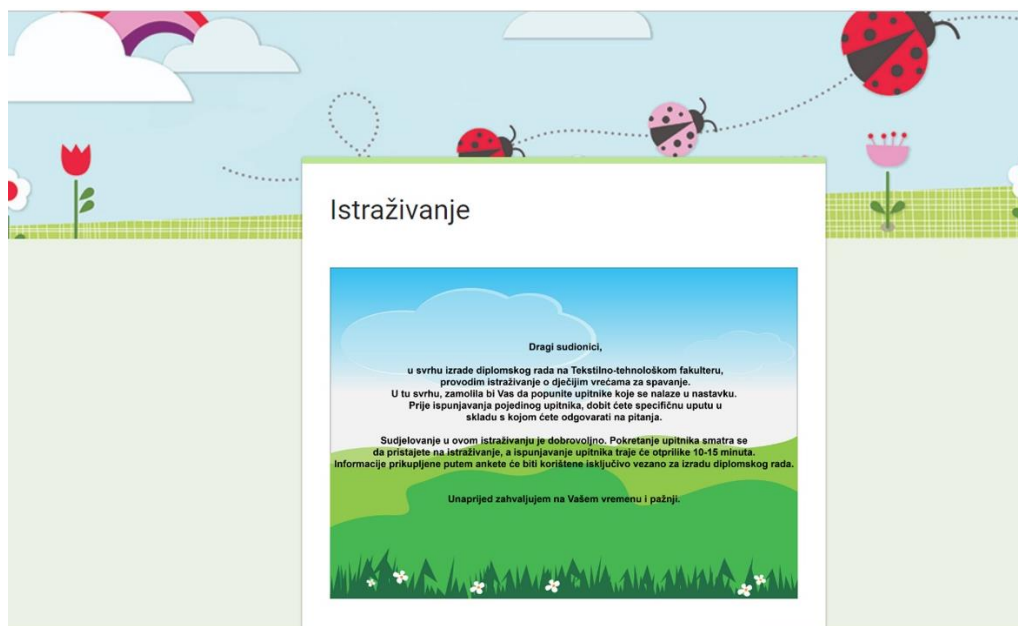 Istraživanje
Dragi sudionici,
u svrhu izrade diplomskog rada na Tekstilno-tehnološkom fakulteru,
provodim istraživanje o dječijim vrećama za spavanje.
U tu svrhu, zamolila bi Vas da popunite upitnike koje se nalaze u nastavku.
Prije ispunjavanja pojedinog upitnika, dobit ćete specifičnu uputu u
skladu s kojom ćete odgovarati na pitanja.
Sudjelovanje u ovom istraživanju je dobrovoljno. Pokretanje upitnika smatra se
da pristajete na istraživanje, a ispunjavanje upitnika traje će otprilike 10-15 minuta.
Informacije prikupljene putem ankete će biti korištene isključivo vezano za izradu diplomskog rada.
Unaprijed zahvaljujem na Vašem vremenu i pažnji.